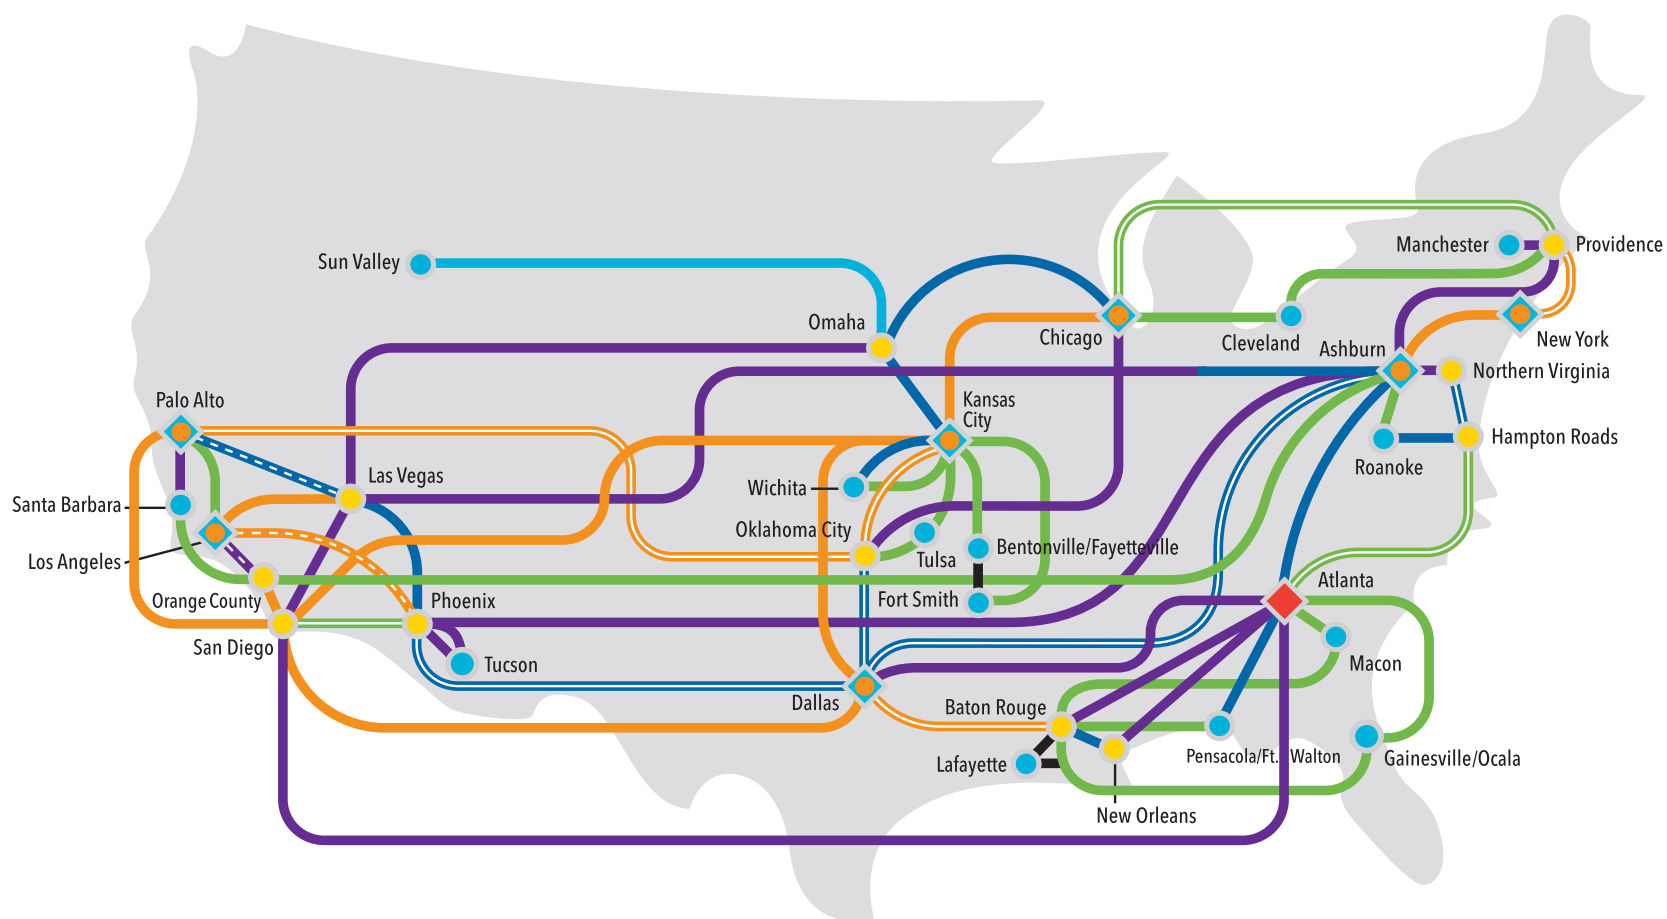 Manchester
Providence
Sun Valley
Omaha
Chicago
Cleveland
New York
Ashburn
Northern Virginia
Palo Alto
Kansas
City
Hampton Roads
Roanoke
Las Vegas
Wichita
Santa Barbara
Oklahoma City
Tulsa
Bentonville/Fayetteville
Los Angeles
Orange County
Phoenix
Fort Smith
Atlanta
San Diego
Tucson
Macon
Dallas
Baton Rouge
Lafayette
Pensacola/Ft. Walton
Gainesville/Ocala
New Orleans